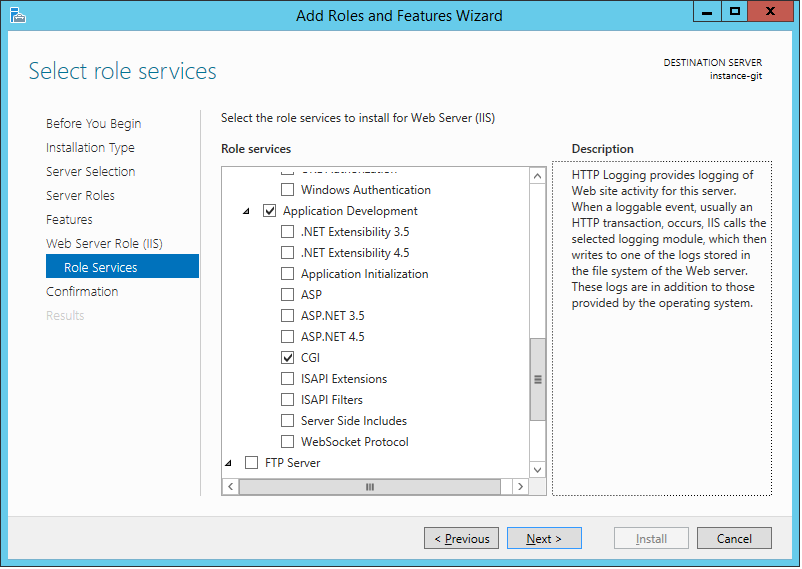 Add Roles and Features Wizard
Select role services
DESTINATION SERVER
instance-git
Before You Begin
Installation Type
Server Selection
Server Roles
Features
Web Server Role (IIS)
Role Services
Confirmation
Results
Select the role services to install for Web Server (IIS)
Role services
Windows Authentication
Application Development
.NET Extensibility 3.5
.NET Extensibility 4.5
Application Initialization
ASP
ASP.NET 3.5
ASP.NET 4.5
CGI
ISAPI Extensions
ISAPI Filters
Server Side Includes
WebSocket Protocol
FTP Server
Description
HTTP Logging provides logging of
Web site activity for this server.
When a loggable event, usually an
HTTP transaction, occurs, IIS calls the
selected logging module, which then
writes to one of the logs stored in
the file system of the Web server.
These logs are in addition to those
provided by the operating system.
< Previous
Next >
Install
Cancel